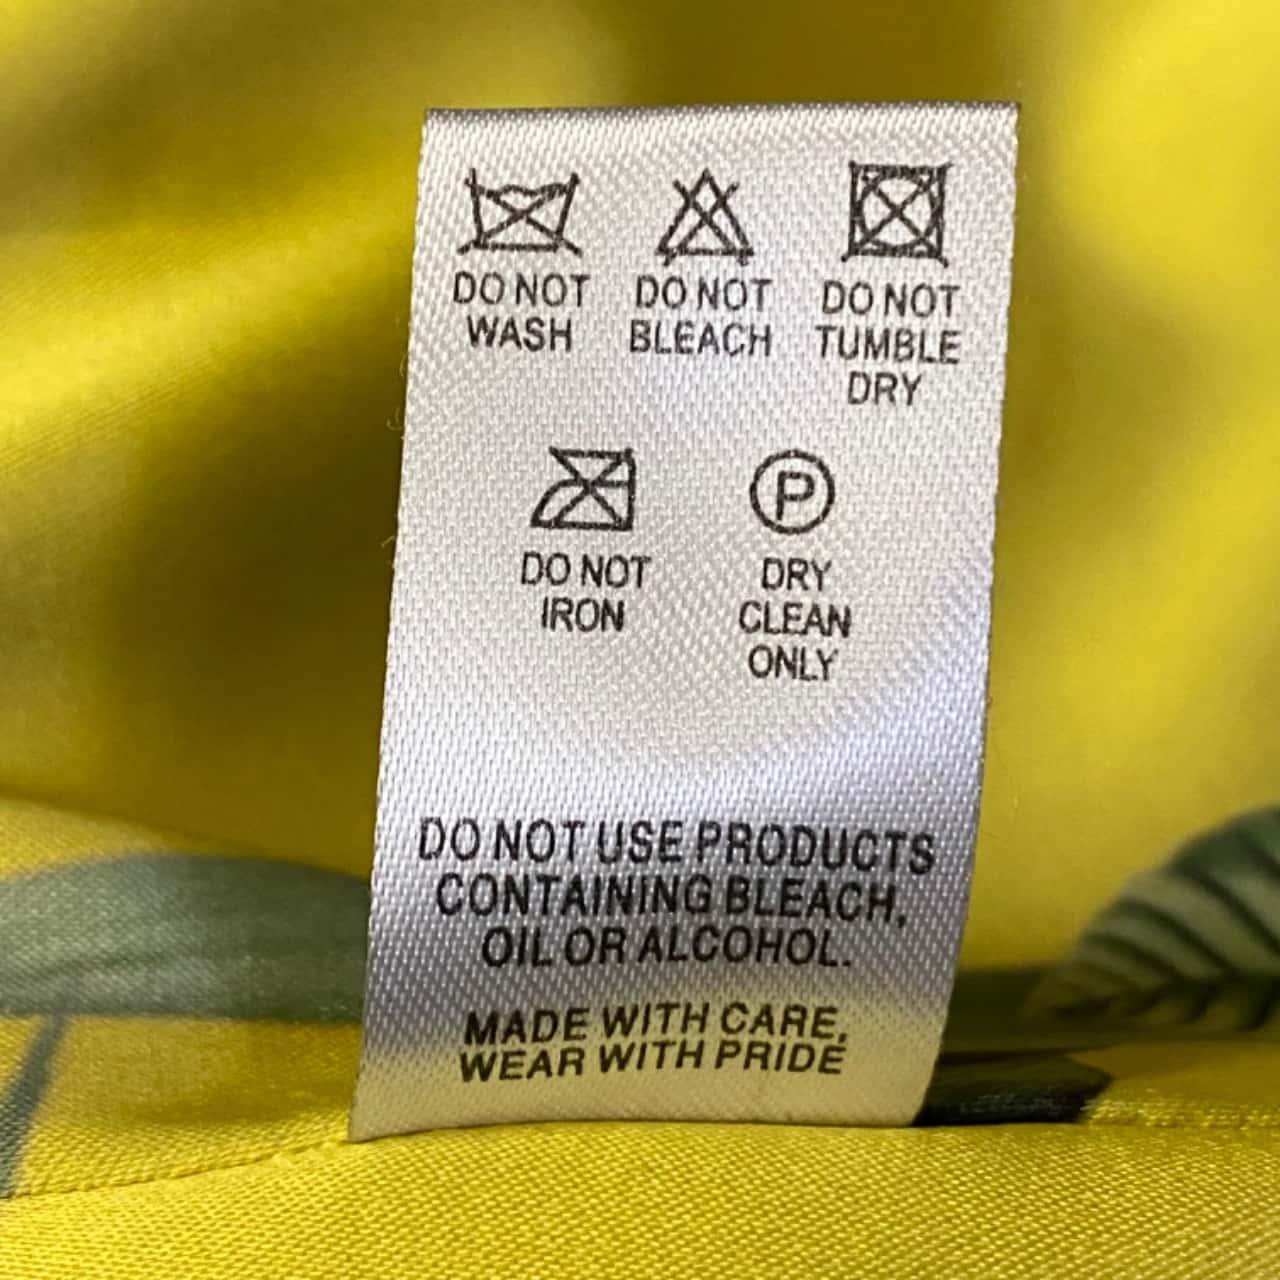 DO NOT WASH
DO NOT BLEACH
DO NOT TUMBLE DRY
DO NOT IRON
P
DRY CLEAN ONLY
DO NOT USE PRODUCTS
CONTAINING BLEACH,
OIL OR ALCOHOL.
MADE WITH CARE,
WEAR WITH PRIDE